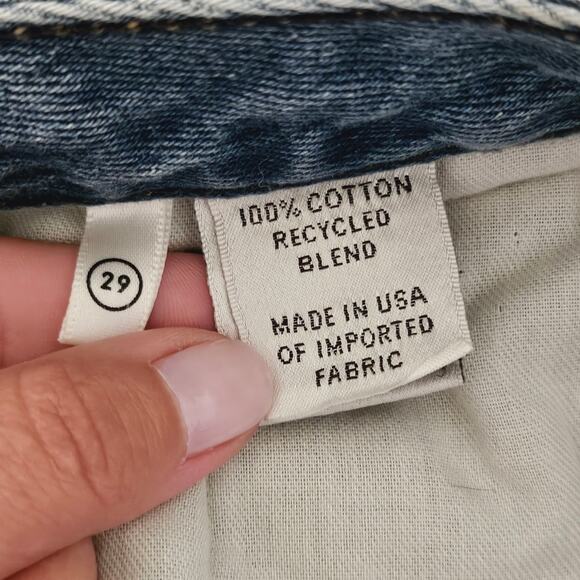 29
100% COTTON
RECYCLED
BLEND
MADE IN USA
OF IMPORTED
FABRIC